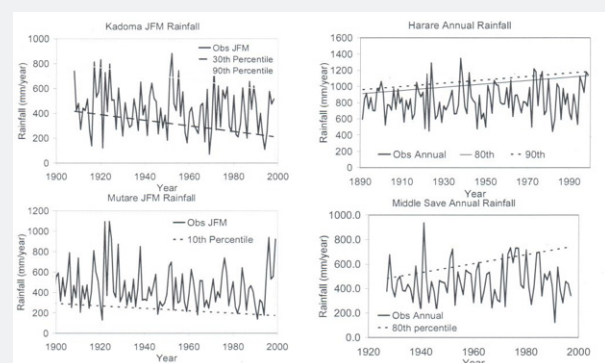 Kadoma JFM Rainfall
1000
800
600
400
200
0
Rainfall (mm/year)
Obs JFM
30th Percentile
90th Percentile
1900 1920 1940 1960 1980 2000
Year
Harare Annual Rainfall
1600
1400
1200
1000
800
600
400
200
0
Rainfall (mm/year)
Obs Annual 80th 90th
1890 1910 1930 1950 1970 1990
Year
Mutare JFM Rainfall
1200
1000
800
600
400
200
0
Rainfall (mm/year)
Obs JFM
10th Percentile
1900 1920 1940 1960 1980 2000
Year
Middle Save Annual Rainfall
1000.0
800.0
600.0
400.0
200.0
0.0
Rainfall (mm/year)
Obs Annual
80th percentile
1920 1940 1960 1980 2000
Year